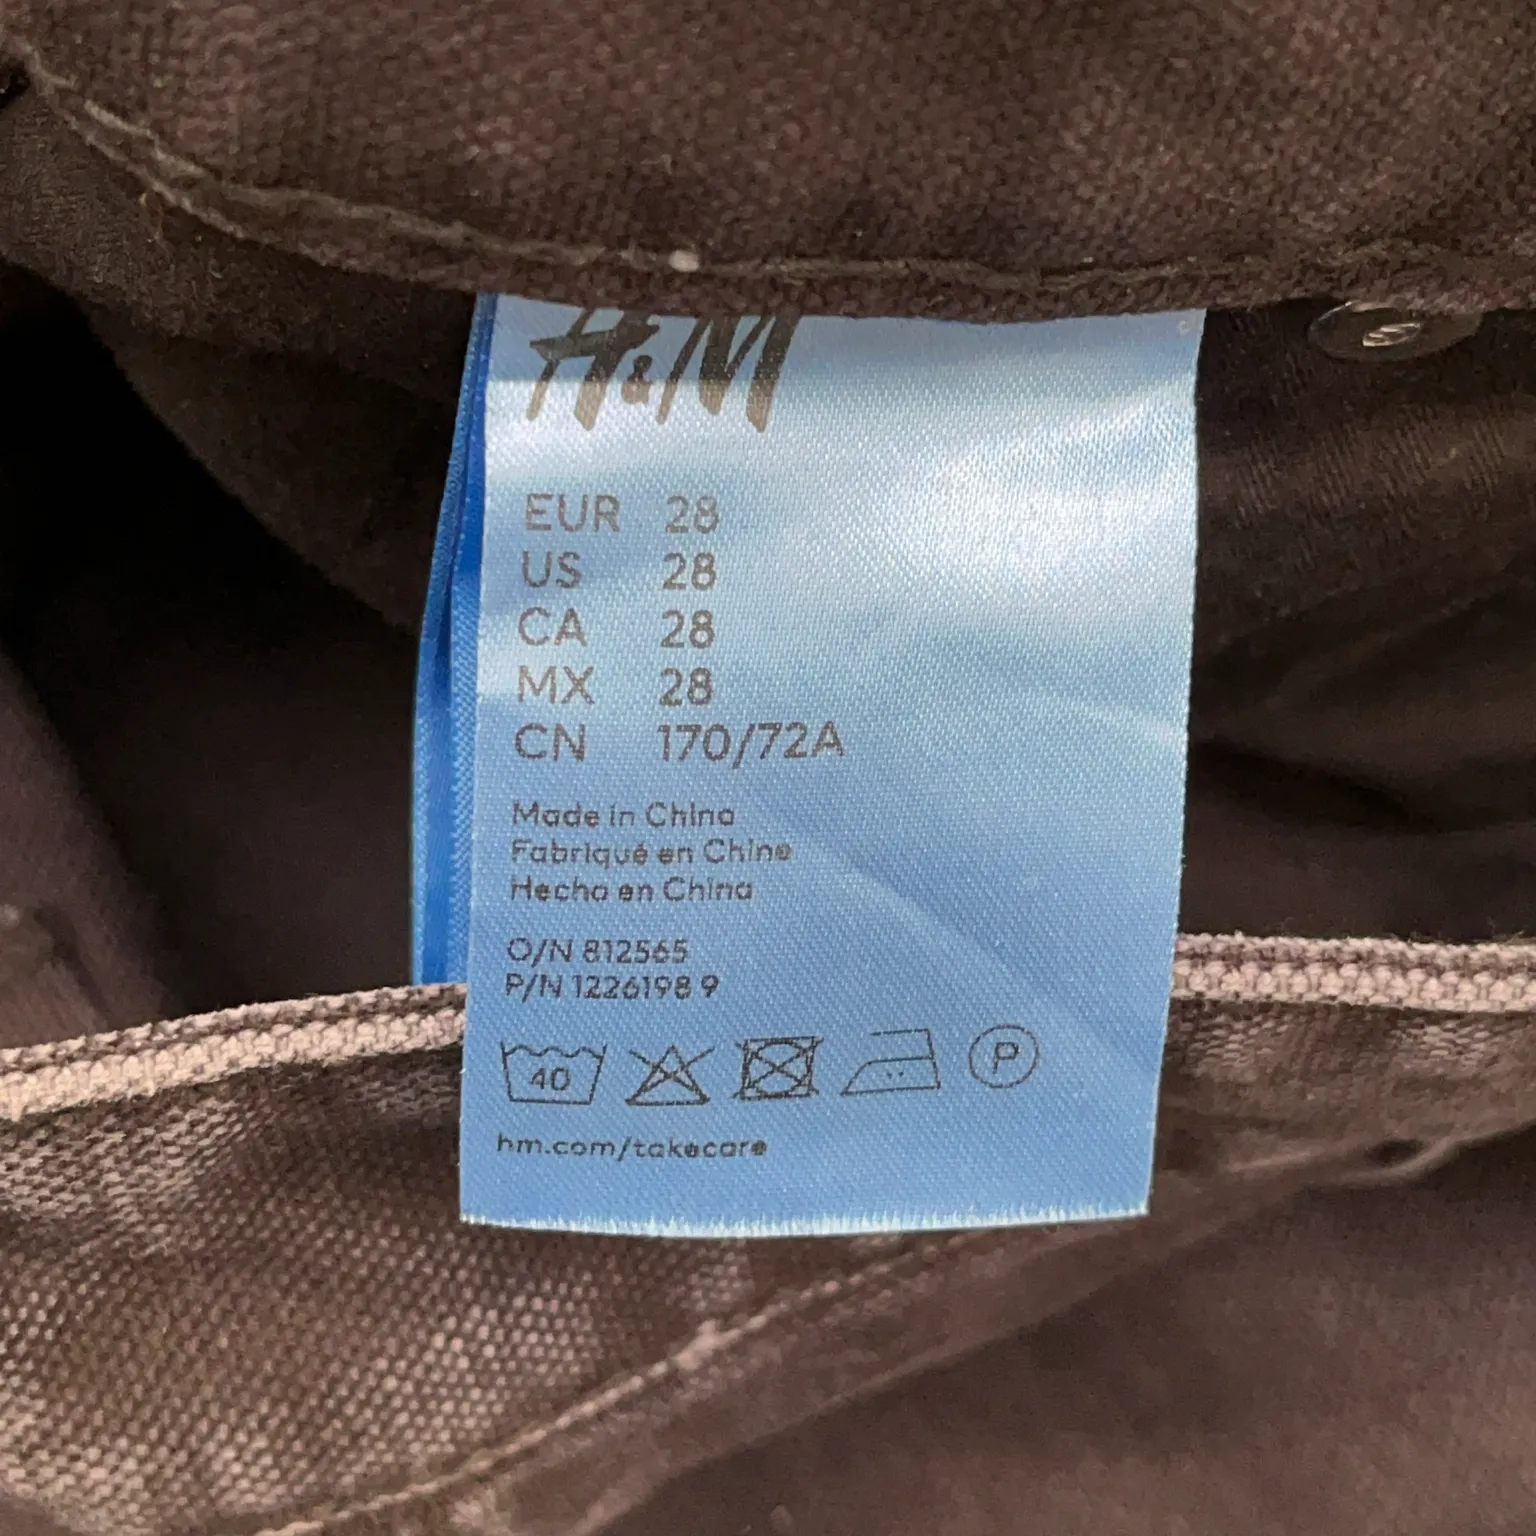 H&M
EUR 28
US 28
CA 28
MX 28
CN 170/72A
Made in China
Fabriqué en Chine
Hecho en China
O/N 812565
P/N 1226198 9
40
P
hm.com/takecare